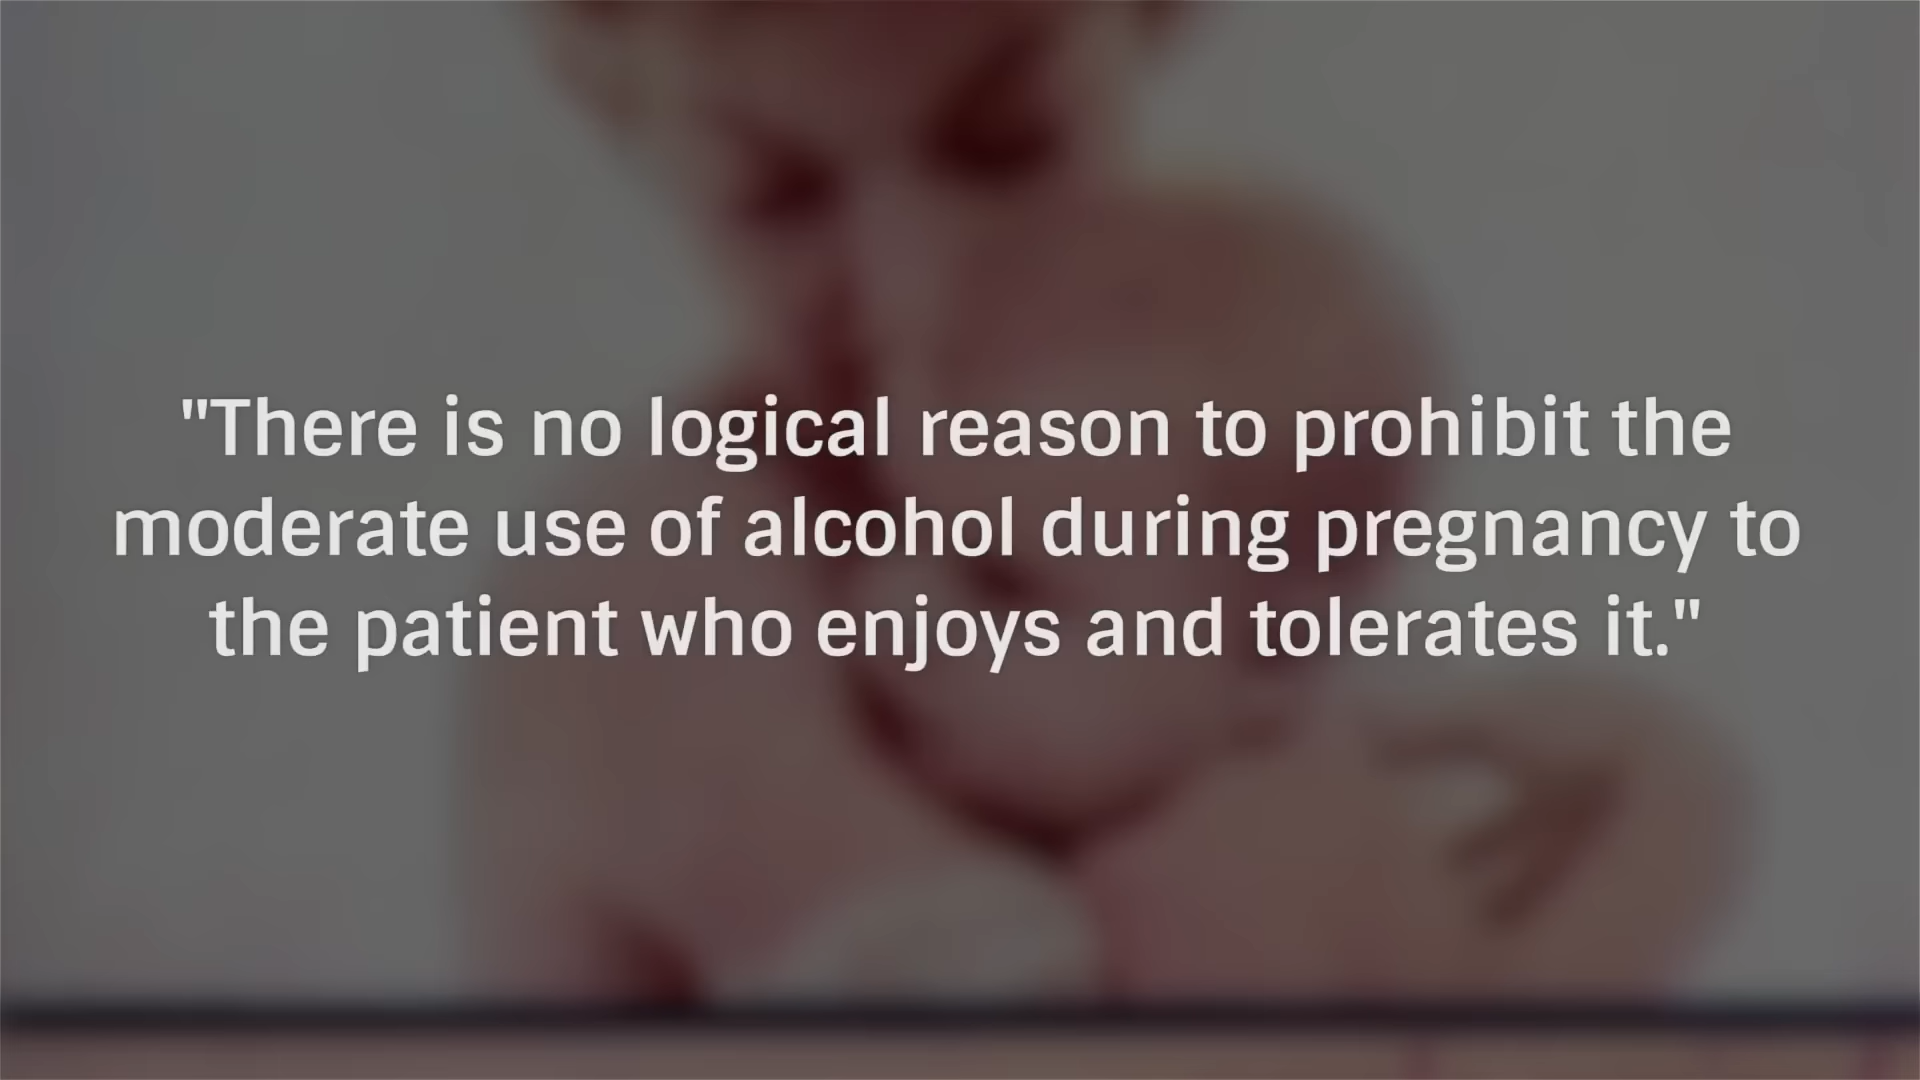 "There is no logical reason to prohibit the
moderate use of alcohol during pregnancy to
the patient who enjoys and tolerates it."